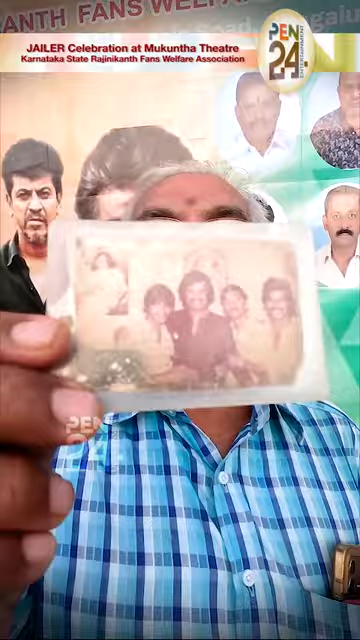 KANTH FANS WELFA
JAILER Celebration at Mukuntha Theatre
Karnataka State Rajinikanth Fans Welfare Association
PEN
24